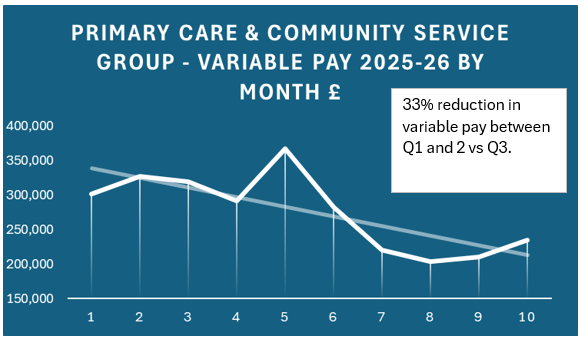 PRIMARY CARE & COMMUNITY SERVICE
GROUP - VARIABLE PAY 2025-26 BY
MONTH £
33% reduction in
variable pay between
Q1 and 2 vs Q3.
400,000
350,000
300,000
250,000
200,000
150,000
1 2 3 4 5 6 7 8 9 10